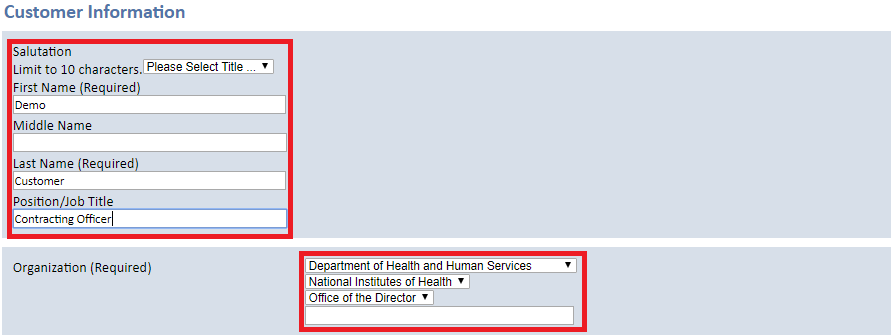 Customer Information
Salutation
Limit to 10 characters. Please Select Title ...
First Name (Required)
Demo
Middle Name
Last Name (Required)
Customer
Position/Job Title
Contracting Officer
Organization (Required)
Department of Health and Human Services
National Institutes of Health
Office of the Director